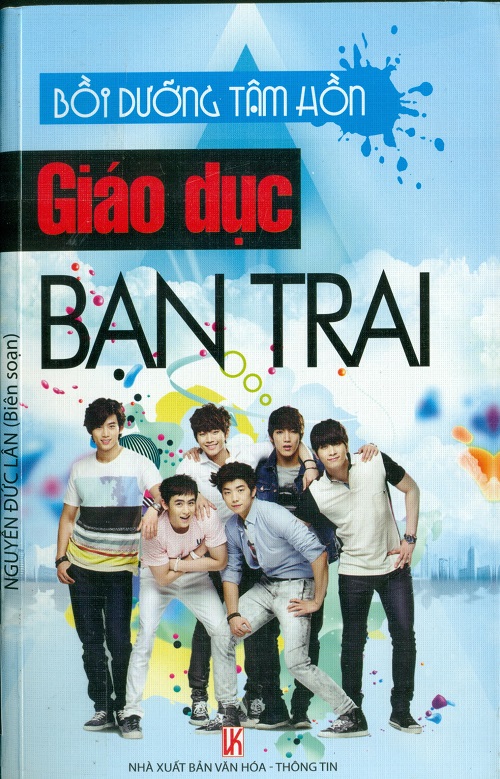 BỒI DƯỠNG TÂM HỒN
Giáo dục
BẠN TRAI
NGUYỄN ĐỨC LÂN (Biên soạn)
NHÀ XUẤT BẢN VĂN HÓA - THÔNG TIN